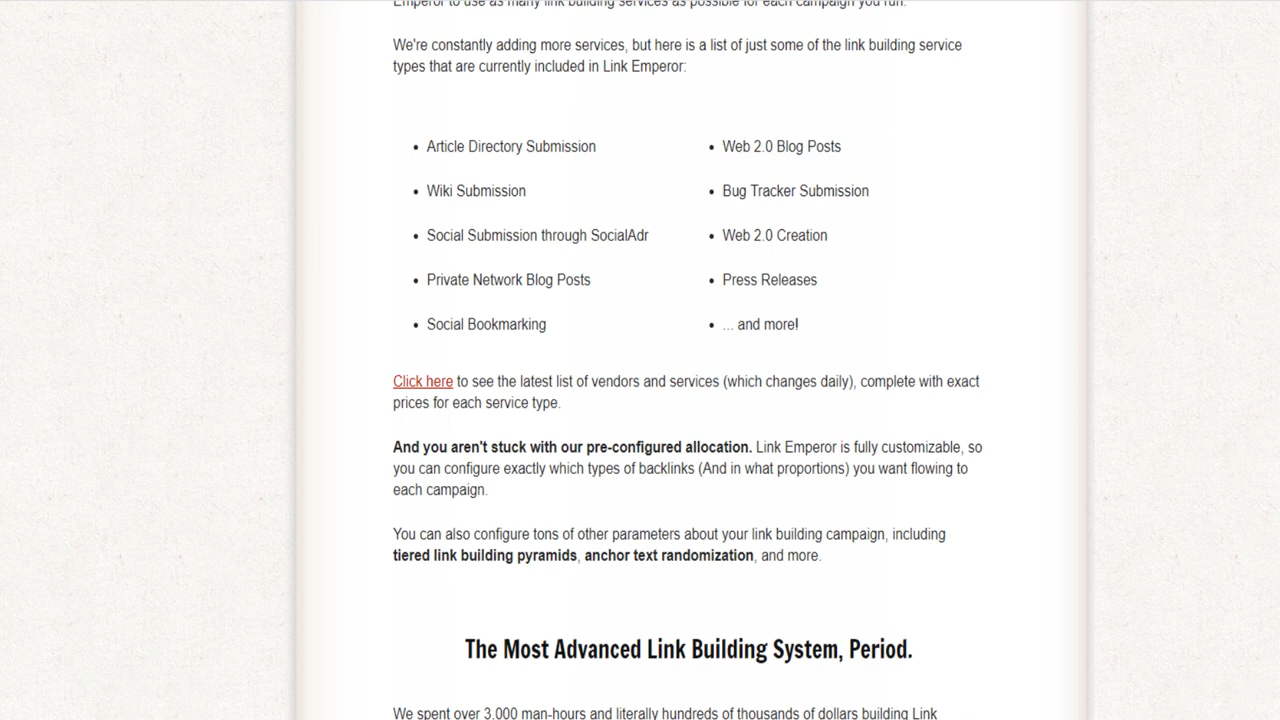 Emperor to use as many link building services as possible for each campaign you run.
We're constantly adding more services, but here is a list of just some of the link building service
types that are currently included in Link Emperor:
• Article Directory Submission
• Wiki Submission
• Social Submission through SocialAdr
• Private Network Blog Posts
• Social Bookmarking
• Web 2.0 Blog Posts
• Bug Tracker Submission
• Web 2.0 Creation
• Press Releases
• ... and more!
Click here to see the latest list of vendors and services (which changes daily), complete with exact
prices for each service type.
And you aren't stuck with our pre-configured allocation. Link Emperor is fully customizable, so
you can configure exactly which types of backlinks (And in what proportions) you want flowing to
each campaign.
You can also configure tons of other parameters about your link building campaign, including
tiered link building pyramids, anchor text randomization, and more.
The Most Advanced Link Building System, Period.
We spent over 3,000 man-hours and literally hundreds of thousands of dollars building Link